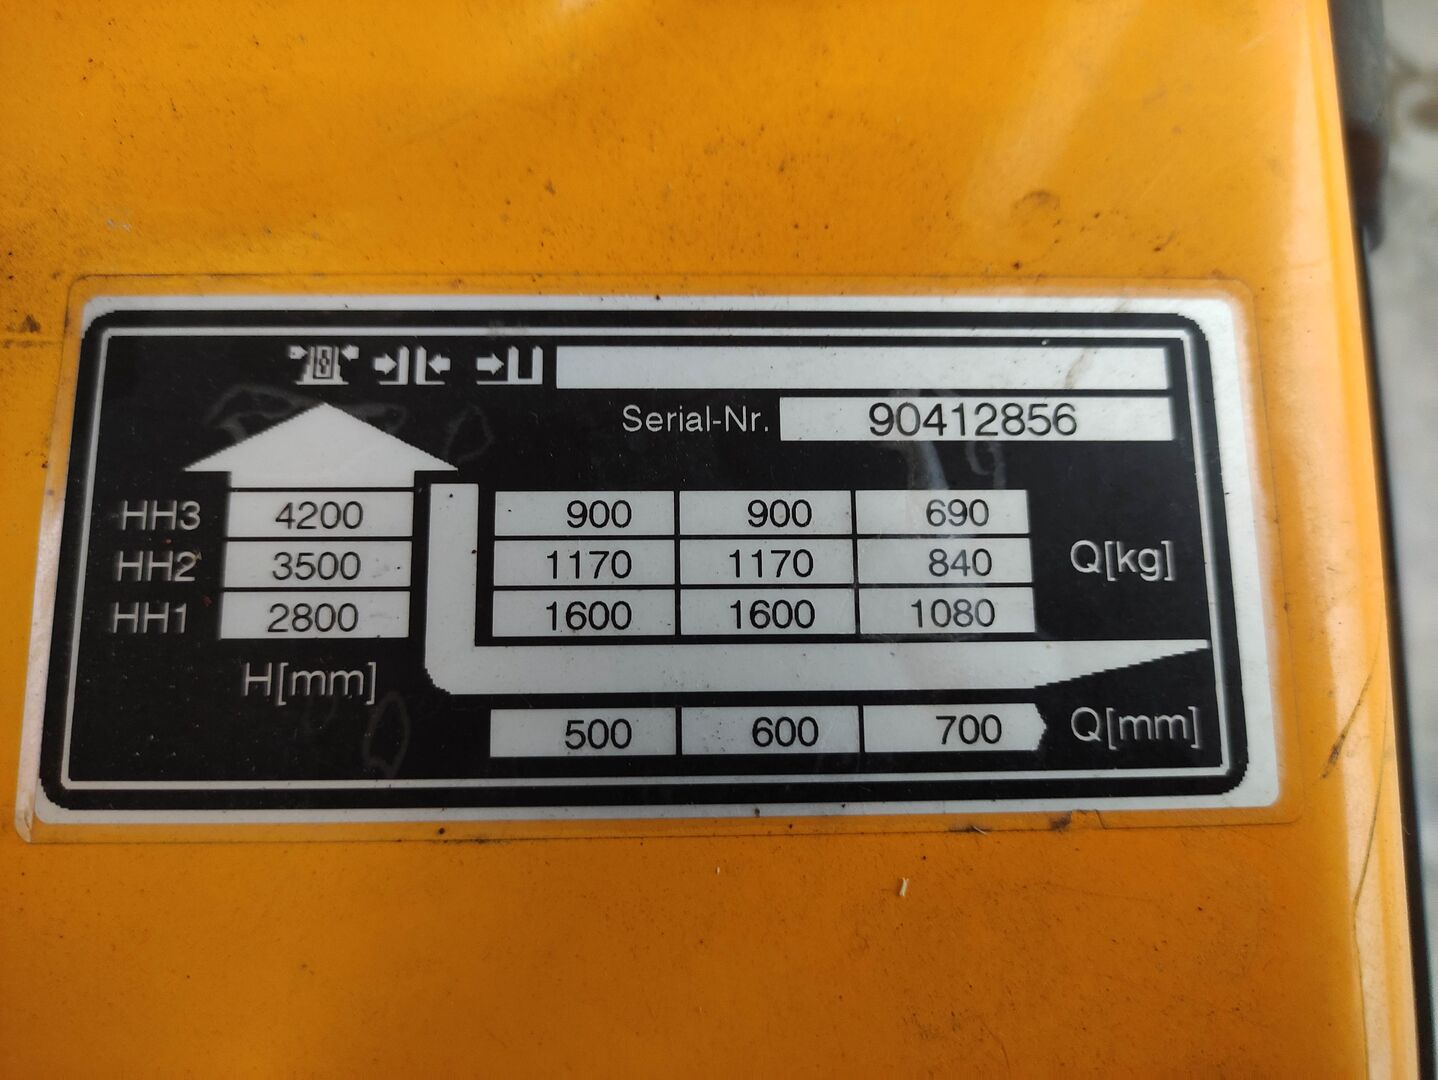 Serial-Nr. 90412856
HH3 4200 900 900 690
HH2 3500 1170 1170 840 Q[kg]
HH1 2800 1600 1600 1080
H[mm]
500 600 700 Q[mm]